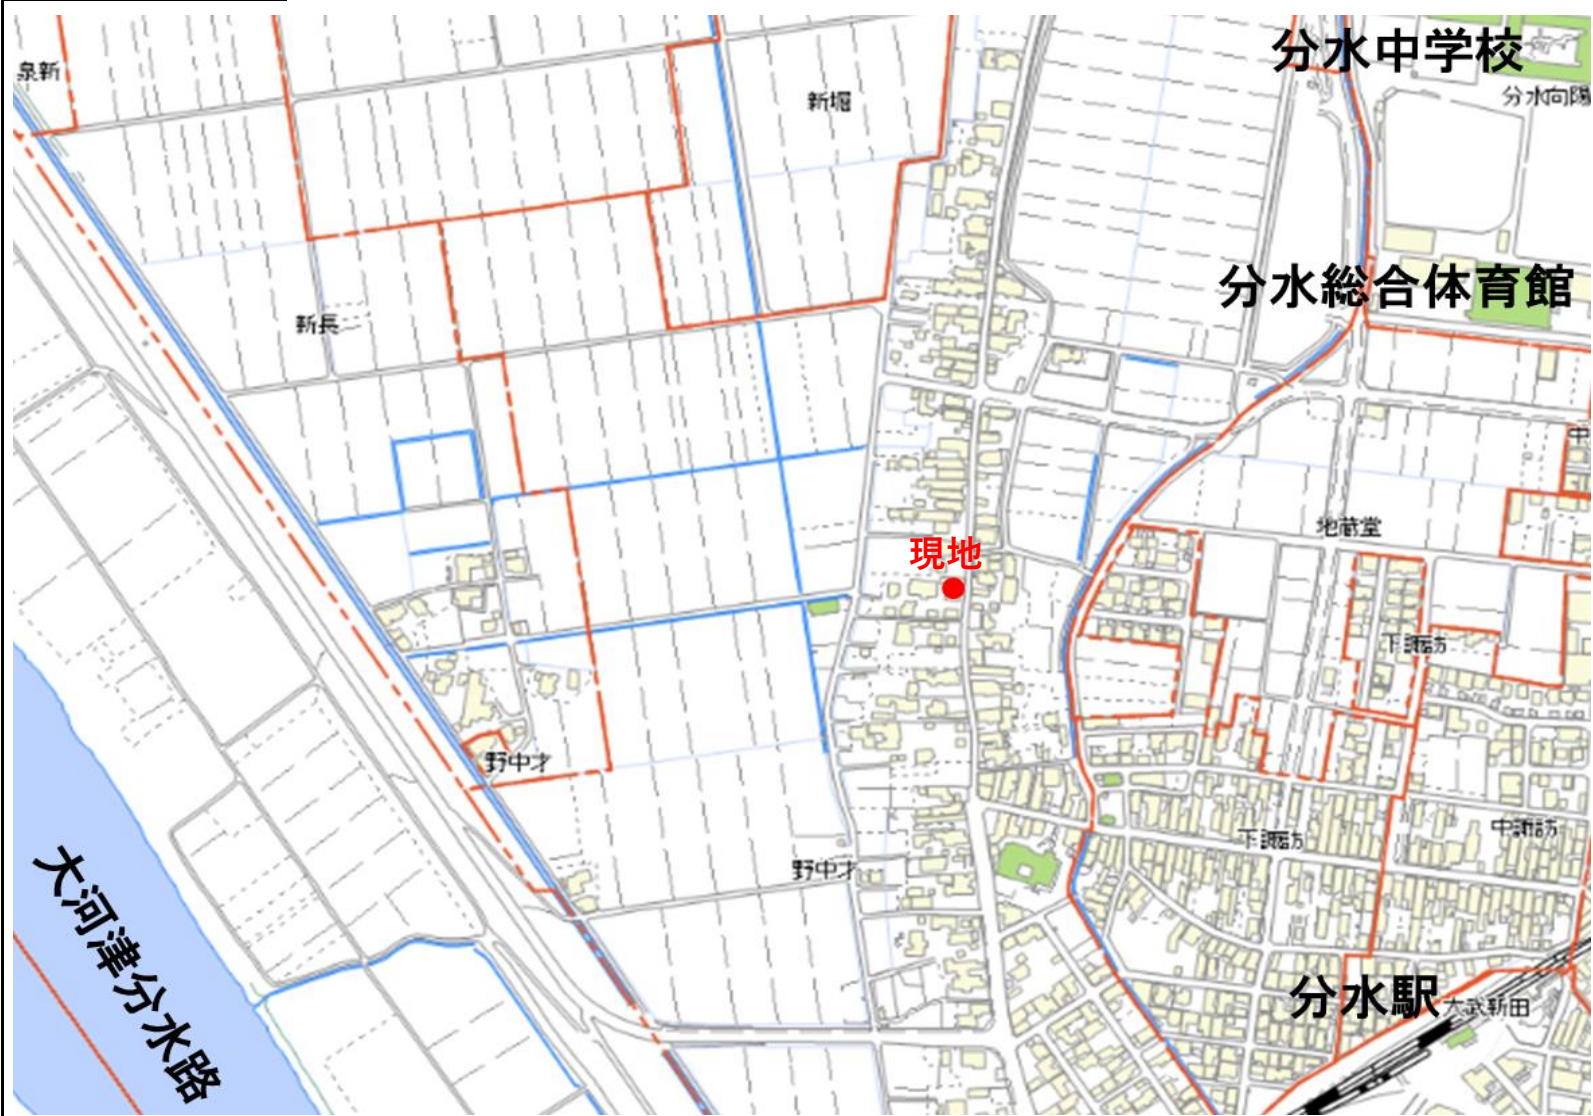 分水中学校
泉新
分水向陽
新堀
分水総合体育館
新長
中
地蔵堂
現地
下諏訪
野中才
下諏訪
中諏訪
野中才
大河津分水路
分水駅
大武新田